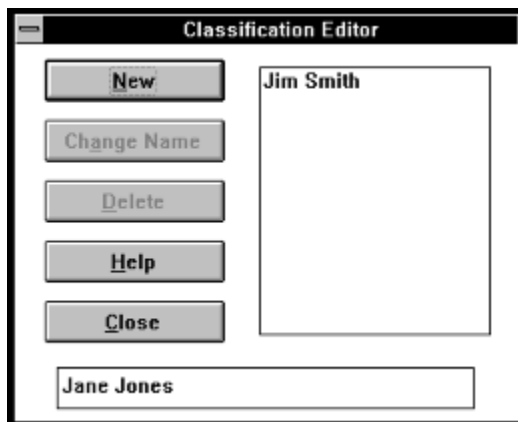 Classification Editor
New
Jim Smith
Change Name
Delete
Help
Close
Jane Jones